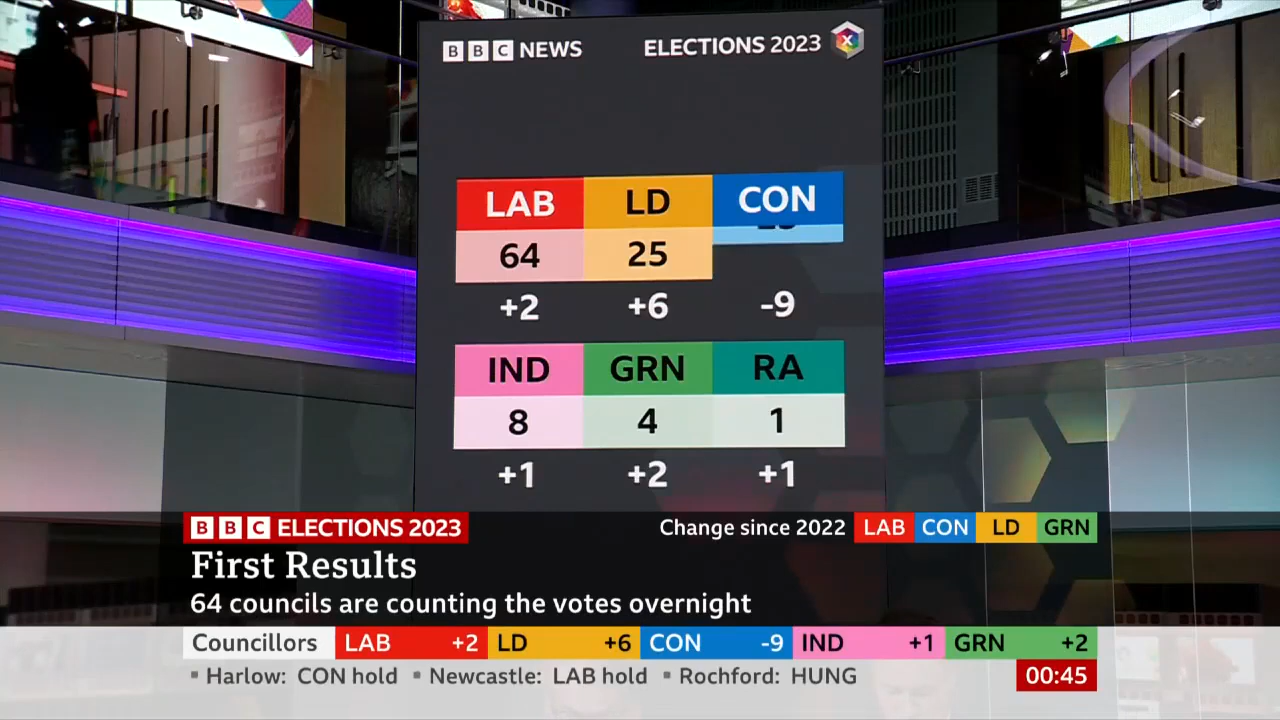 BBC NEWS ELECTIONS 2023
LAB LD CON
64 25
+2 +6 -9
IND GRN RA
8 4 1
+1 +2 +1
BBC ELECTIONS 2023 Change since 2022 LAB CON LD GRN
First Results
64 councils are counting the votes overnight
Councillors LAB +2 LD +6 CON -9 IND +1 GRN +2
▪ Harlow: CON hold ▪ Newcastle: LAB hold ▪ Rochford: HUNG 00:45